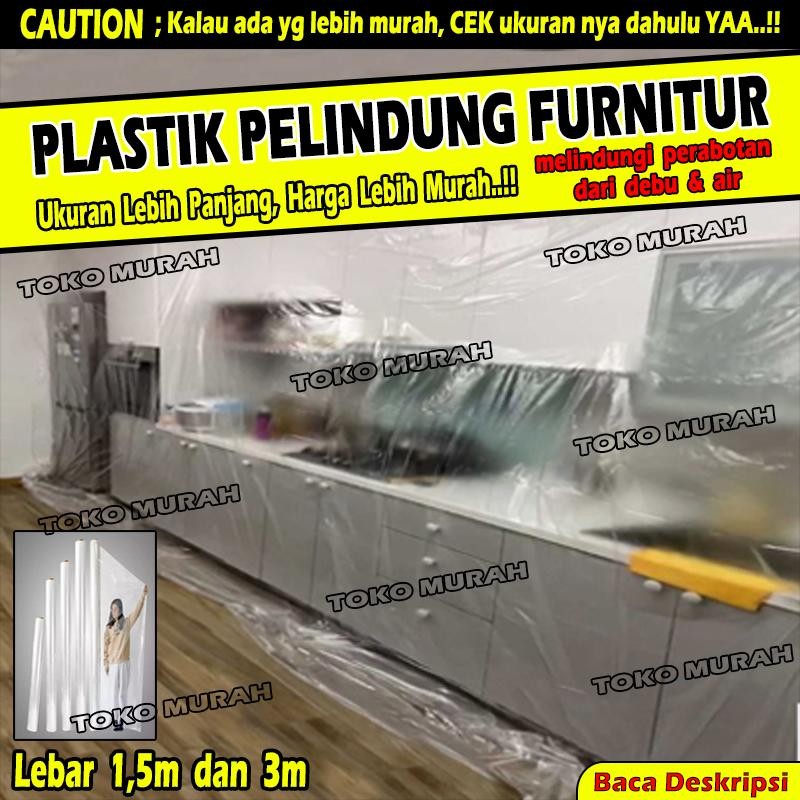 CAUTION ; Kalau ada yg lebih murah, CEK ukuran nya dahulu YAA..!!
PLASTIK PELINDUNG FURNITUR
Ukuran Lebih Panjang, Harga Lebih Murah..!!
melindungi perabotan
dari debu & air
TOKO MURAH
TOKO MURAH
TOKO MURAH
TOKO MURAH
TOKO MURAH
TOKO MURAH
TOKO MURAH
TOKO MURAH
Lebar 1,5m dan 3m
Baca Deskripsi